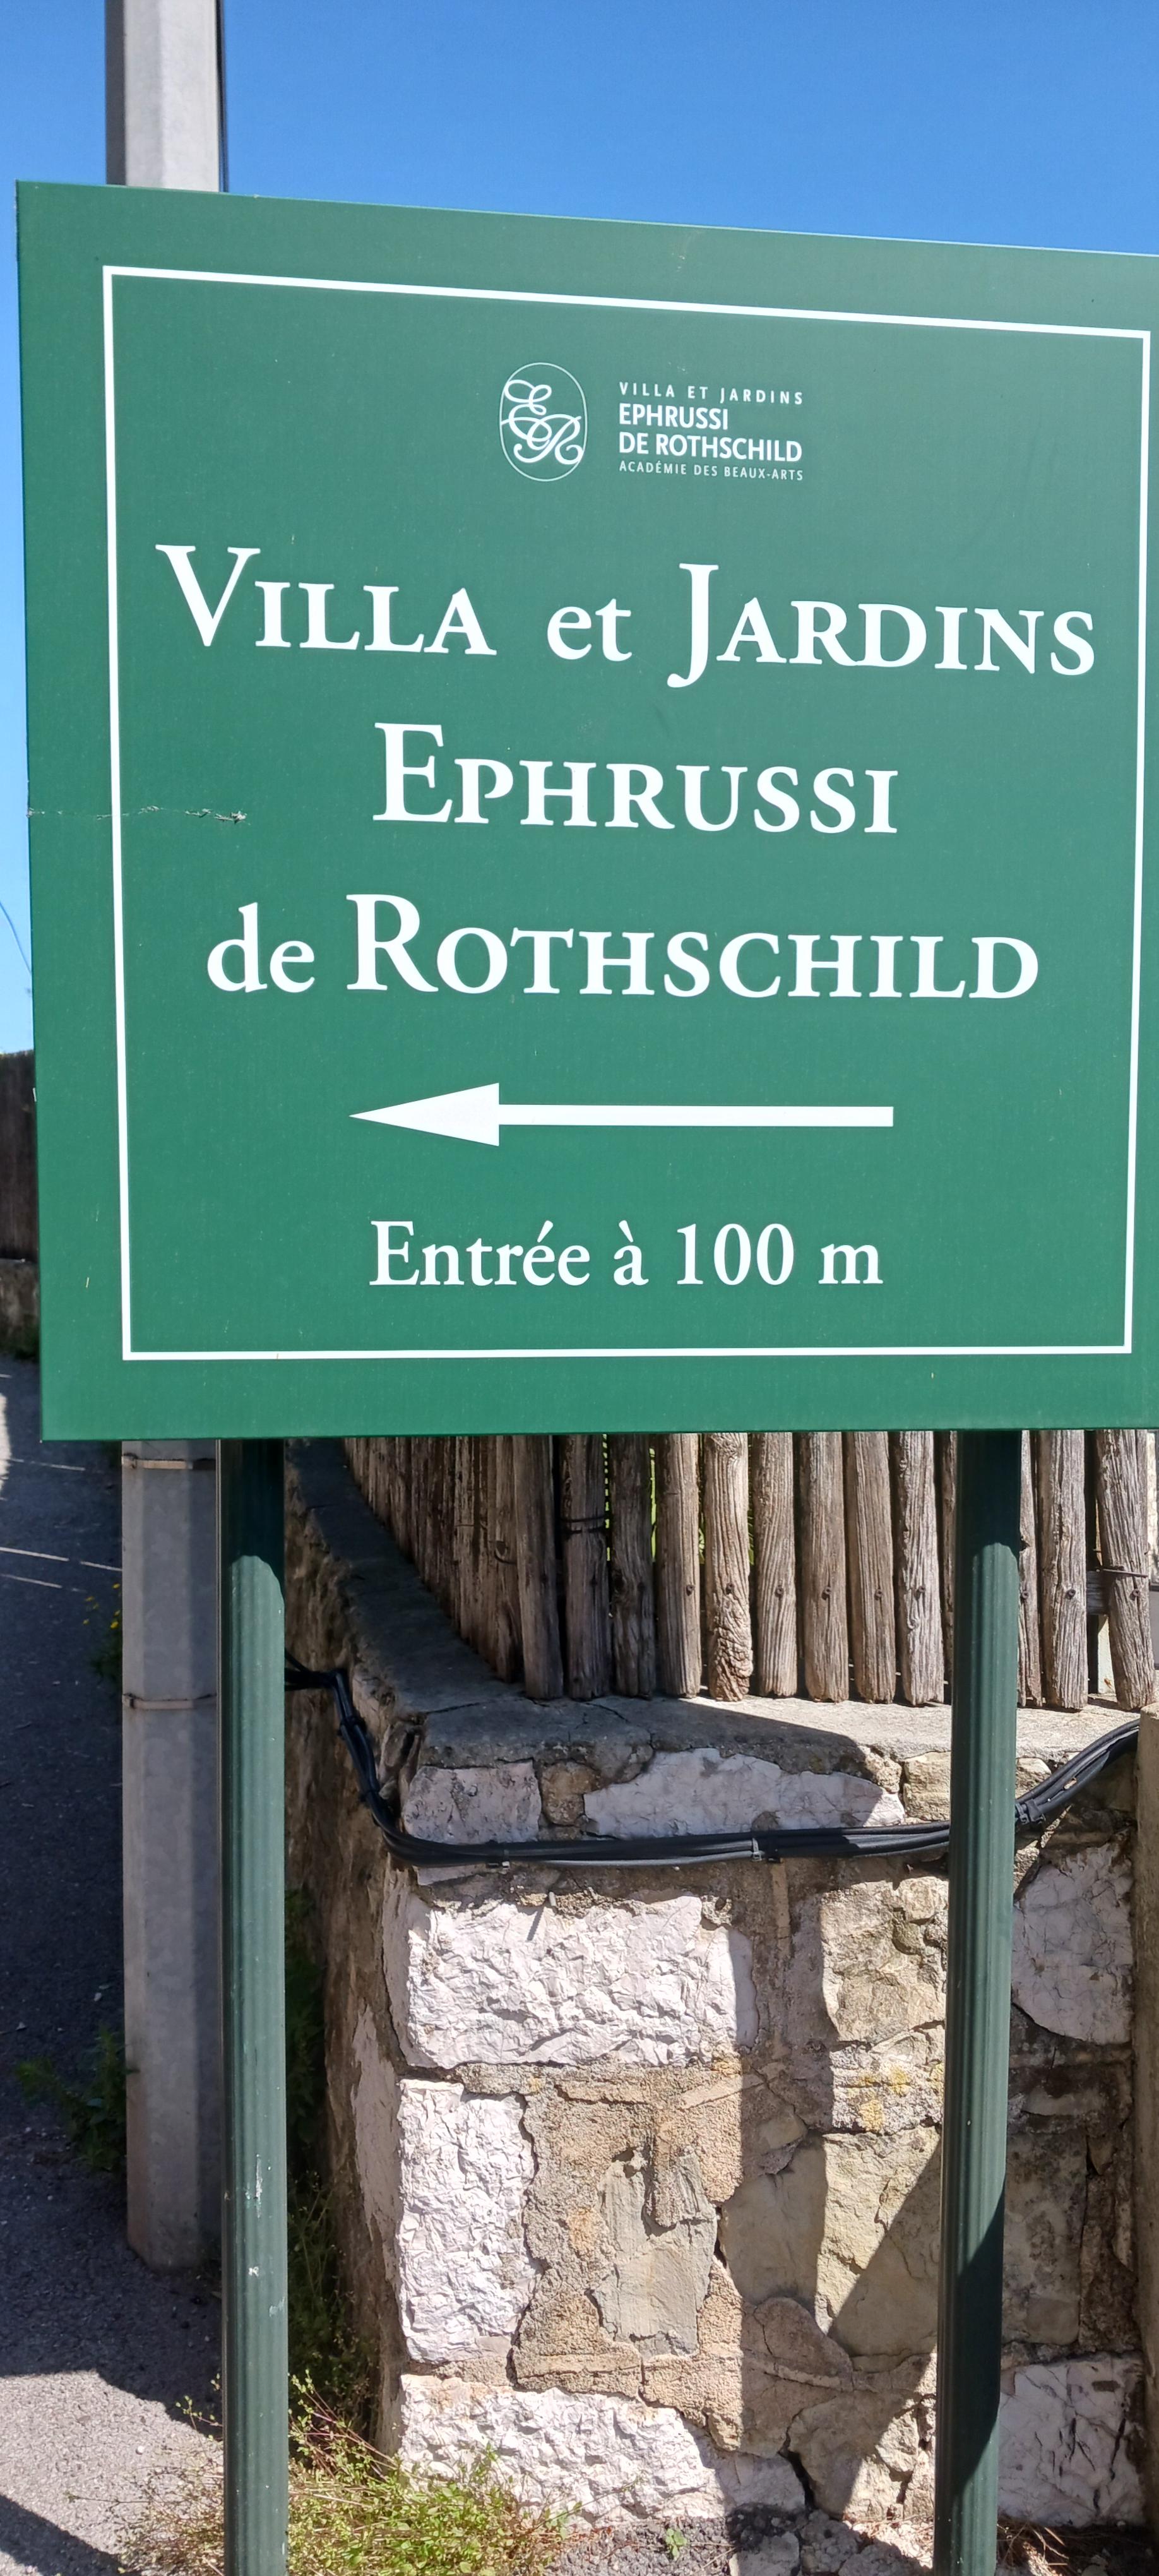 VILLA ET JARDINS
EPHRUSSI
DE ROTHSCHILD
ACADÉMIE DES BEAUX-ARTS
VILLA et JARDINS
EPHRUSSI
de ROTHSCHILD
Entrée à 100 m